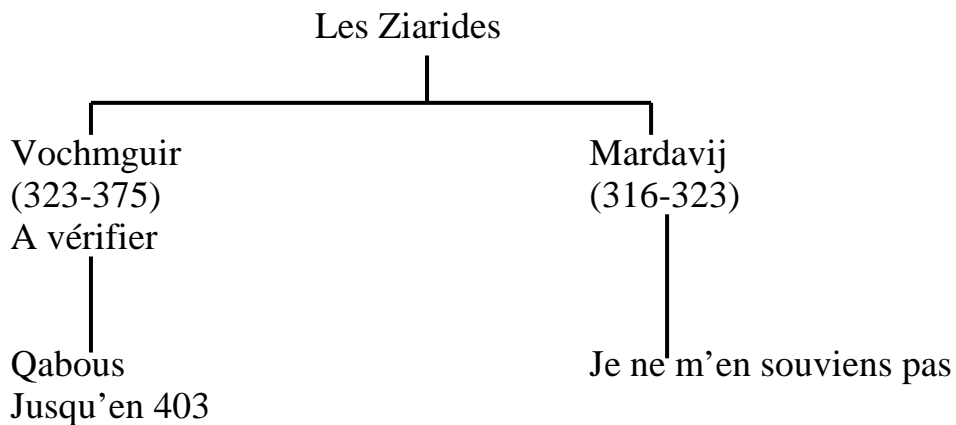 Les Ziarides
Vochmguir
(323-375)
A vérifier
Mardavij
(316-323)
Qabous
Jusqu’en 403
Je ne m’en souviens pas